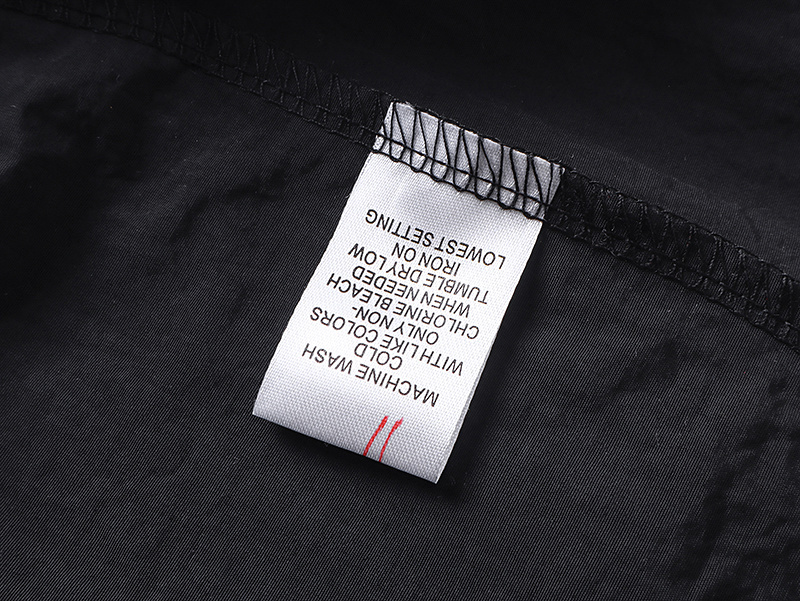 MACHINE WASH
COLD
WITH LIKE COLORS
ONLY NON-
CHLORINE BLEACH
WHEN NEEDED
TUMBLE DRY LOW
IRON ON
LOWEST SETTING